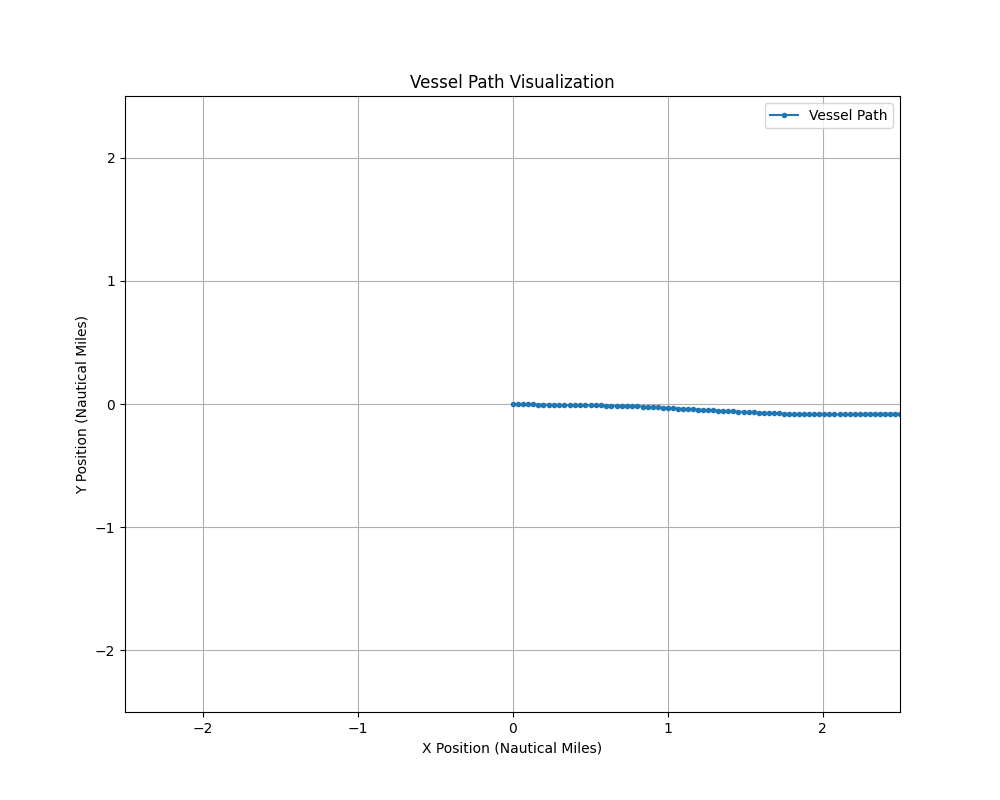 Vessel Path Visualization
Vessel Path
2
1
0
−1
−2
Y Position (Nautical Miles)
−2
−1
0
1
2
X Position (Nautical Miles)